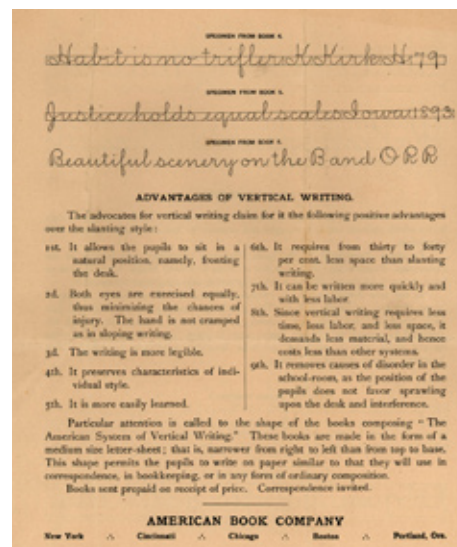 SPECIMEN FROM BOOK 4.
Habit is no trifler K Kirk H 79
SPECIMEN FROM BOOK 5.
Justice holds equal scales Iowa 1893
SPECIMEN FROM BOOK 6.
Beautiful scenery on the B and O R R
ADVANTAGES OF VERTICAL WRITING.
The advocates for vertical writing claim for it the following positive advantages
over the slanting style:
1st. It allows the pupils to sit in a
natural position, namely, fronting
the desk.
2d. Both eyes are exercised equally,
thus minimizing the chances of
injury. The hand is not cramped
as in sloping writing.
3d. The writing is more legible.
4th. It preserves characteristics of indi-
vidual style.
5th. It is more easily learned.
6th. It requires from thirty to forty
per cent. less space than slanting
writing.
7th. It can be written more quickly and
with less labor.
8th. Since vertical writing requires less
time, less labor, and less space, it
demands less material, and hence
costs less than other systems.
9th. It removes causes of disorder in the
school-room, as the position of the
pupils does not favor sprawling
upon the desk and interference.
Particular attention is called to the shape of the books composing "The
American System of Vertical Writing." These books are made in the form of a
medium size letter-sheet; that is, narrower from right to left than from top to base.
This shape permits the pupils to write on paper similar to that they will use in
correspondence, in bookkeeping, or in any form of ordinary composition.
Books sent prepaid on receipt of price. Correspondence invited.
AMERICAN BOOK COMPANY
New York ∴ Cincinnati ∴ Chicago ∴ Boston ∴ Portland, Ore.